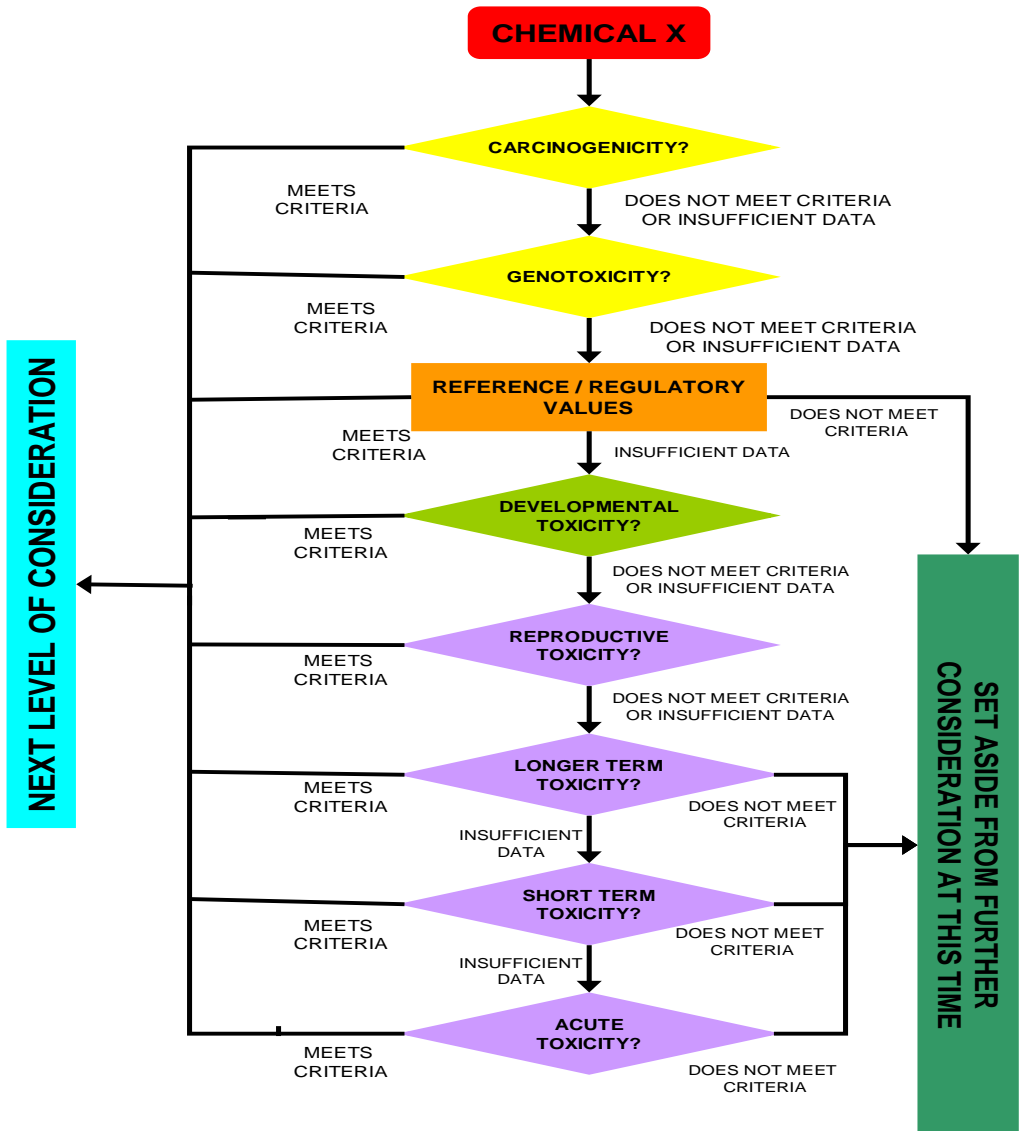 CHEMICAL X
CARCINOGENICITY?
MEETS
CRITERIA
DOES NOT MEET CRITERIA
OR INSUFFICIENT DATA
GENOTOXICITY?
MEETS
CRITERIA
DOES NOT MEET CRITERIA
OR INSUFFICIENT DATA
REFERENCE / REGULATORY
VALUES
MEETS
CRITERIA
DOES NOT MEET
CRITERIA
INSUFFICIENT DATA
DEVELOPMENTAL
TOXICITY?
MEETS
CRITERIA
DOES NOT MEET CRITERIA
OR INSUFFICIENT DATA
REPRODUCTIVE
TOXICITY?
MEETS
CRITERIA
DOES NOT MEET CRITERIA
OR INSUFFICIENT DATA
LONGER TERM
TOXICITY?
MEETS
CRITERIA
DOES NOT MEET
CRITERIA
INSUFFICIENT
DATA
SHORT TERM
TOXICITY?
MEETS
CRITERIA
DOES NOT MEET
CRITERIA
INSUFFICIENT
DATA
ACUTE
TOXICITY?
MEETS
CRITERIA
DOES NOT MEET
CRITERIA
NEXT LEVEL OF CONSIDERATION
SET ASIDE FROM FURTHER
CONSIDERATION AT THIS TIME